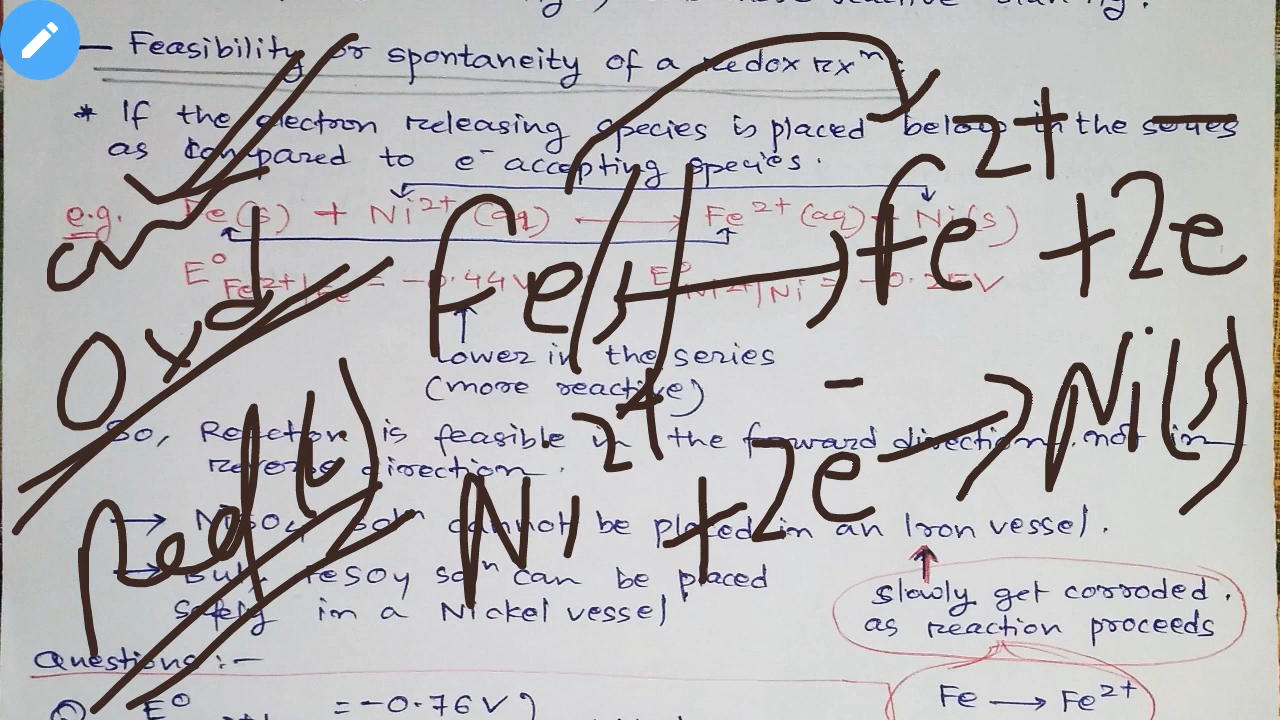 — Feasibility or spontaneity of a redox rxⁿ :
* If the electron releasing species is placed below in the series
as compared to e⁻ accepting species.
e.g. Fe(s) + Ni²⁺(aq) → Fe²⁺(aq) + Ni(s)
E° Fe²⁺/Fe = -0.44V E° Ni²⁺/Ni = -0.25V
Lower in the series
(more reactive)
So, Reaction is feasible in the forward direction, not in
reverse direction.
→ NiSO₄ solⁿ cannot be placed in an Iron vessel.
→ But, FeSO₄ solⁿ can be placed
safely in a Nickel vessel
slowly get corroded.
as reaction proceeds
Fe → Fe²⁺
Questions :-
E° = -0.76V
Oxd
Fe(s) → Fe²⁺ + 2e
Red
Ni²⁺ + 2e⁻ → Ni(s)